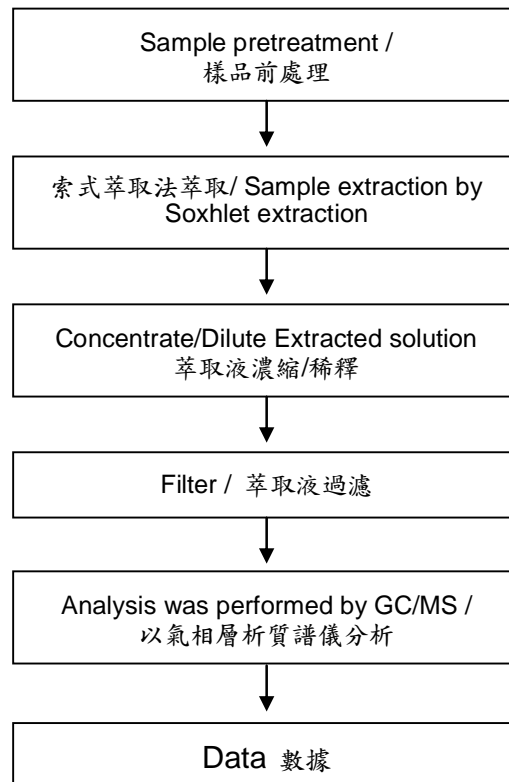 Sample pretreatment /
樣品前處理
索式萃取法萃取/ Sample extraction by
Soxhlet extraction
Concentrate/Dilute Extracted solution
萃取液濃縮/稀釋
Filter / 萃取液過濾
Analysis was performed by GC/MS /
以氣相層析質譜儀分析
Data 數據